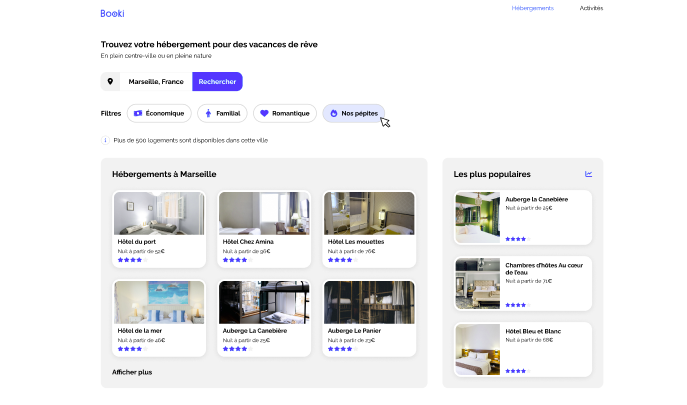 Booki
Hébergements
Activités
Trouvez votre hébergement pour des vacances de rêve
En plein centre-ville ou en pleine nature
Marseille, France
Rechercher
Filtres
Économique
Familial
Romantique
Nos pépites
i
Plus de 500 logements sont disponibles dans cette ville
Hébergements à Marseille
Hôtel du port
Nuit à partir de 52€
Hôtel Chez Amina
Nuit à partir de 96€
Hôtel Les mouettes
Nuit à partir de 76€
Hôtel de la mer
Nuit à partir de 46€
Auberge La Canebière
Nuit à partir de 25€
Auberge Le Panier
Nuit à partir de 23€
Afficher plus
Les plus populaires
Auberge la Canebière
Nuit à partir de 25€
Chambres d'hôtes Au cœur
de l'eau
Nuit à partir de 71€
Hôtel Bleu et Blanc
Nuit à partir de 68€